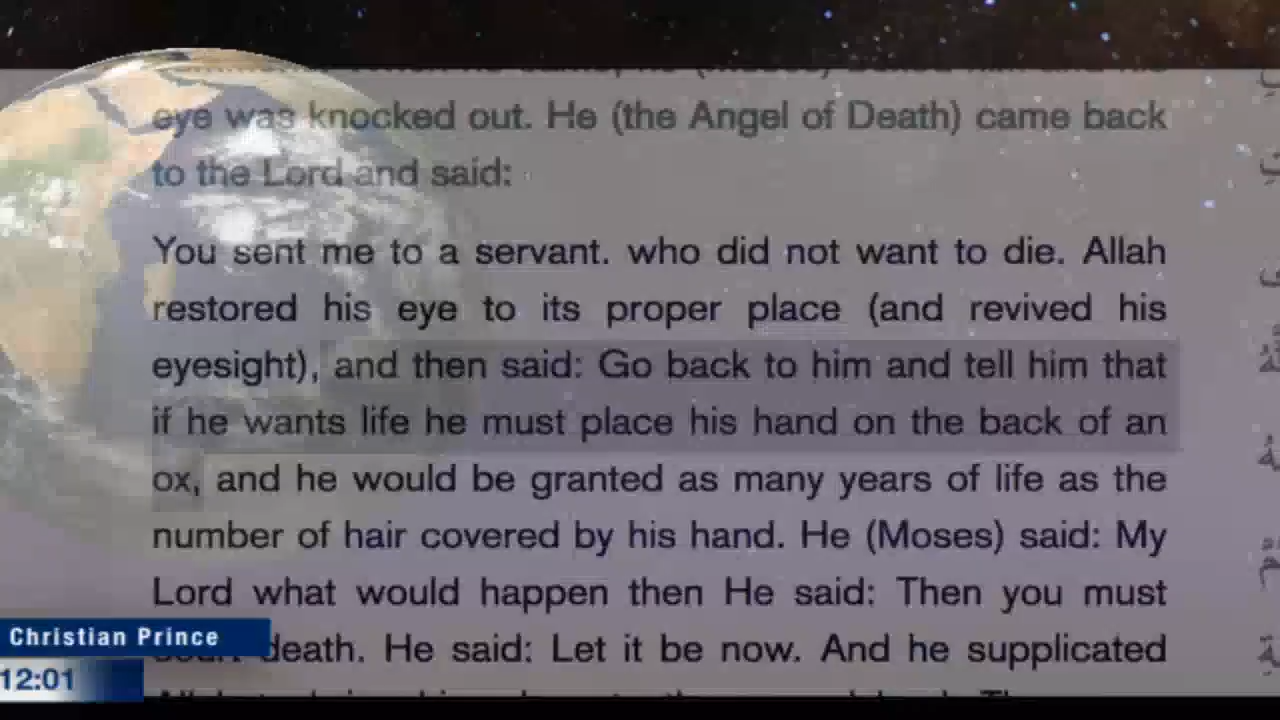 eye was knocked out. He (the Angel of Death) came back
to the Lord and said:
You sent me to a servant. who did not want to die. Allah
restored his eye to its proper place (and revived his
eyesight), and then said: Go back to him and tell him that
if he wants life he must place his hand on the back of an
ox, and he would be granted as many years of life as the
number of hair covered by his hand. He (Moses) said: My
Lord what would happen then He said: Then you must
death. He said: Let it be now. And he supplicated
Christian Prince
12:01